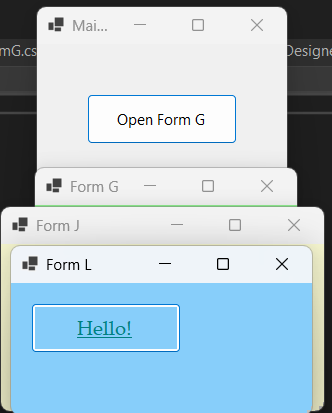 Mai...
mG.cs
Designe
Open Form G
Form G
Form J
Form L
Hello!